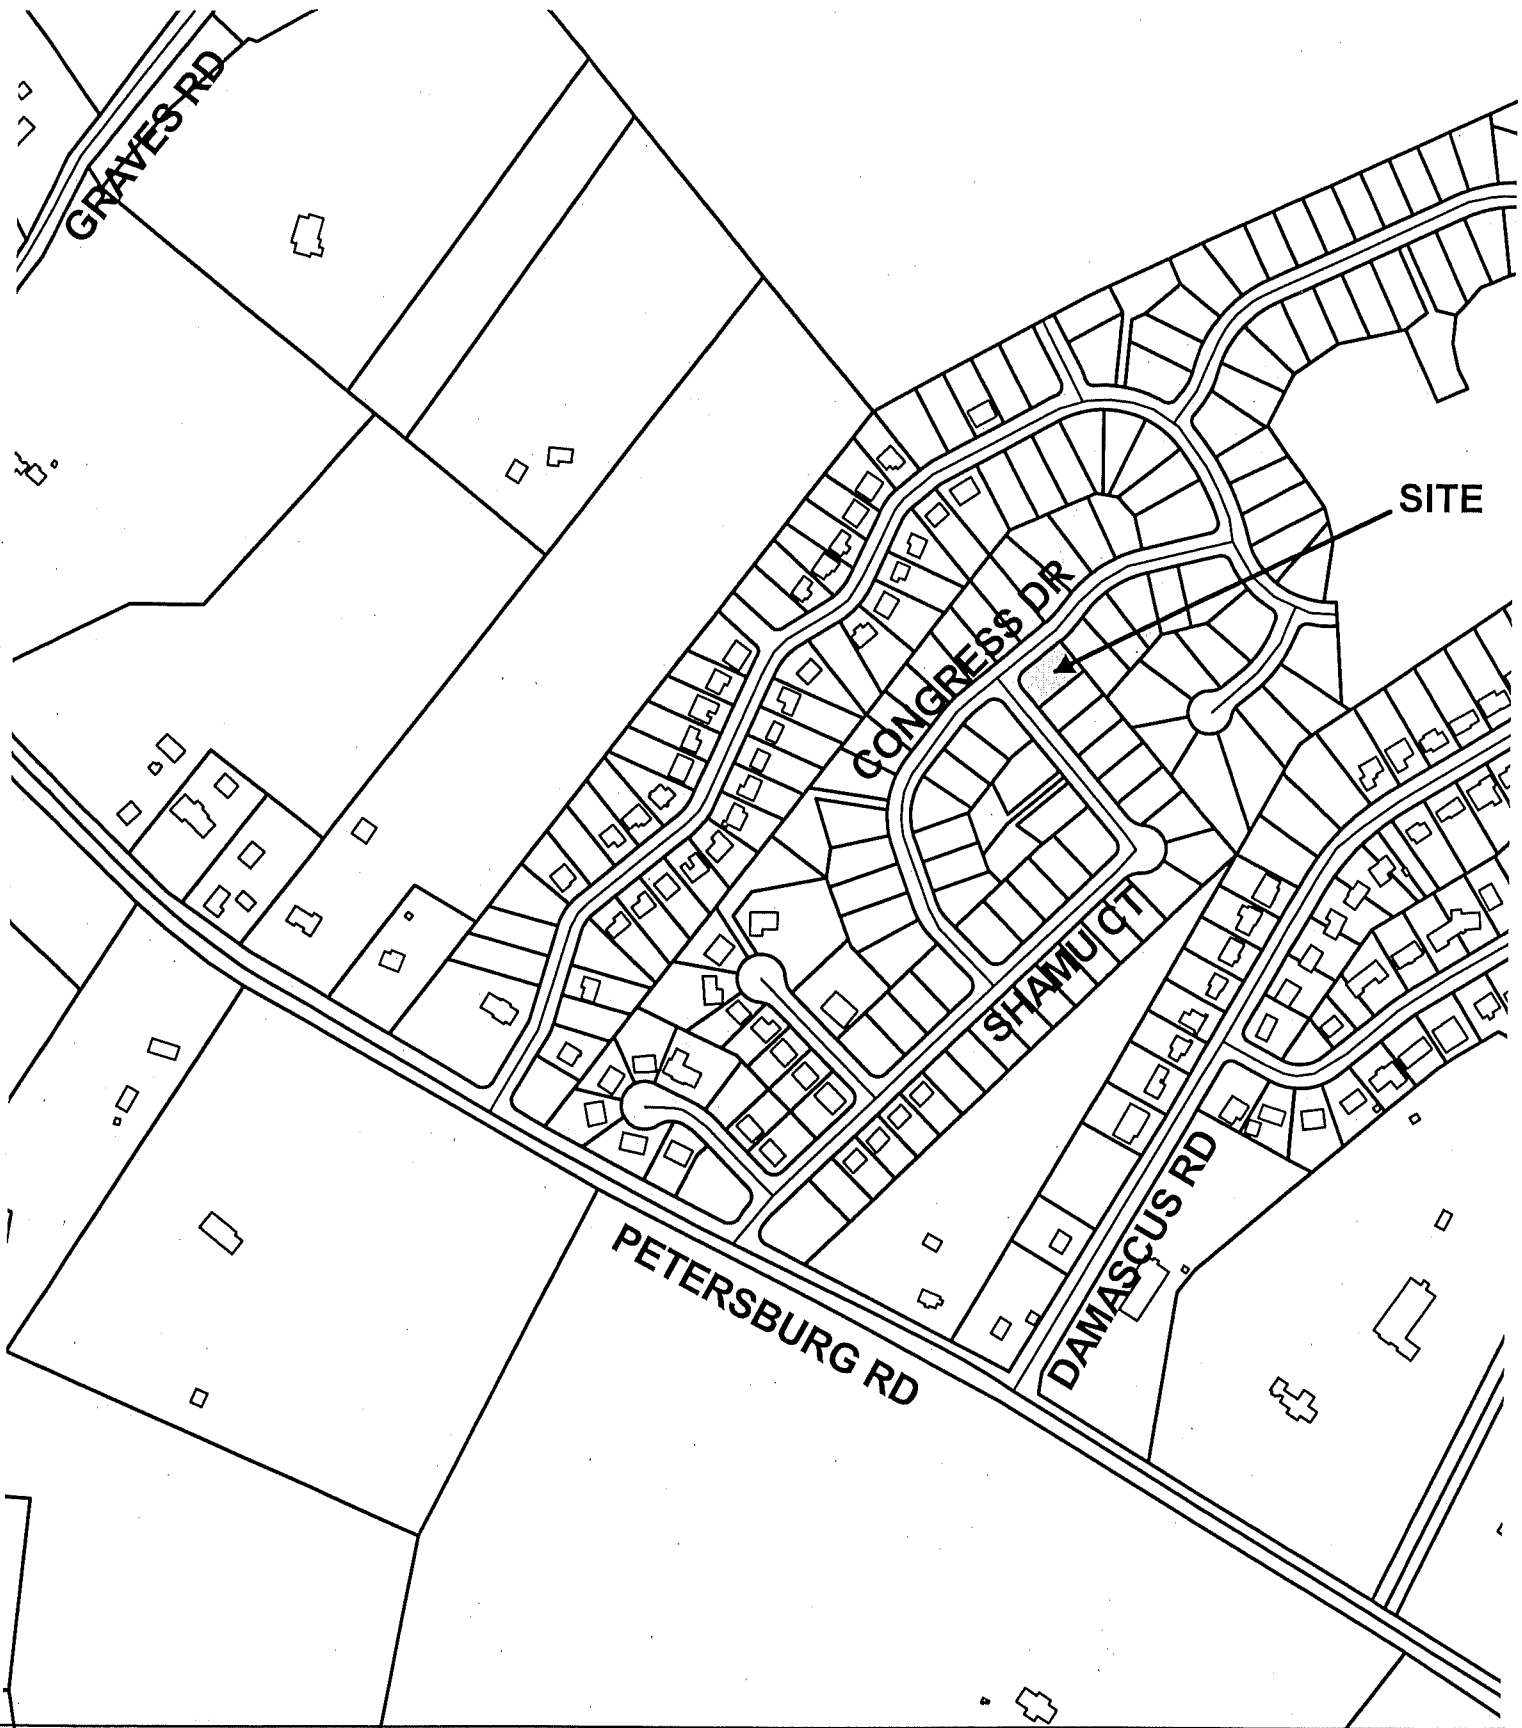 GRAVES RD
SITE
CONGRESS DR
SHAMU CT
DAMASCUS RD
PETERSBURG RD